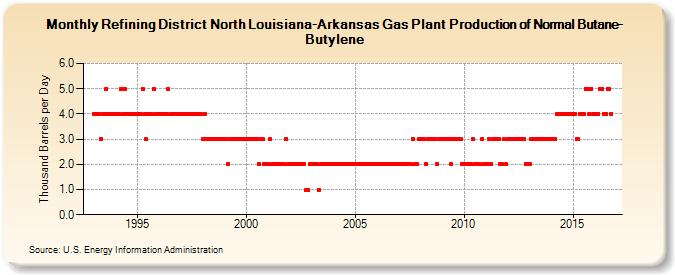 Monthly Refining District North Louisiana-Arkansas Gas Plant Production of Normal Butane-
Butylene
Thousand Barrels per Day
6.0
5.0
4.0
3.0
2.0
1.0
0.0
1995 2000 2005 2010 2015
Source: U.S. Energy Information Administration